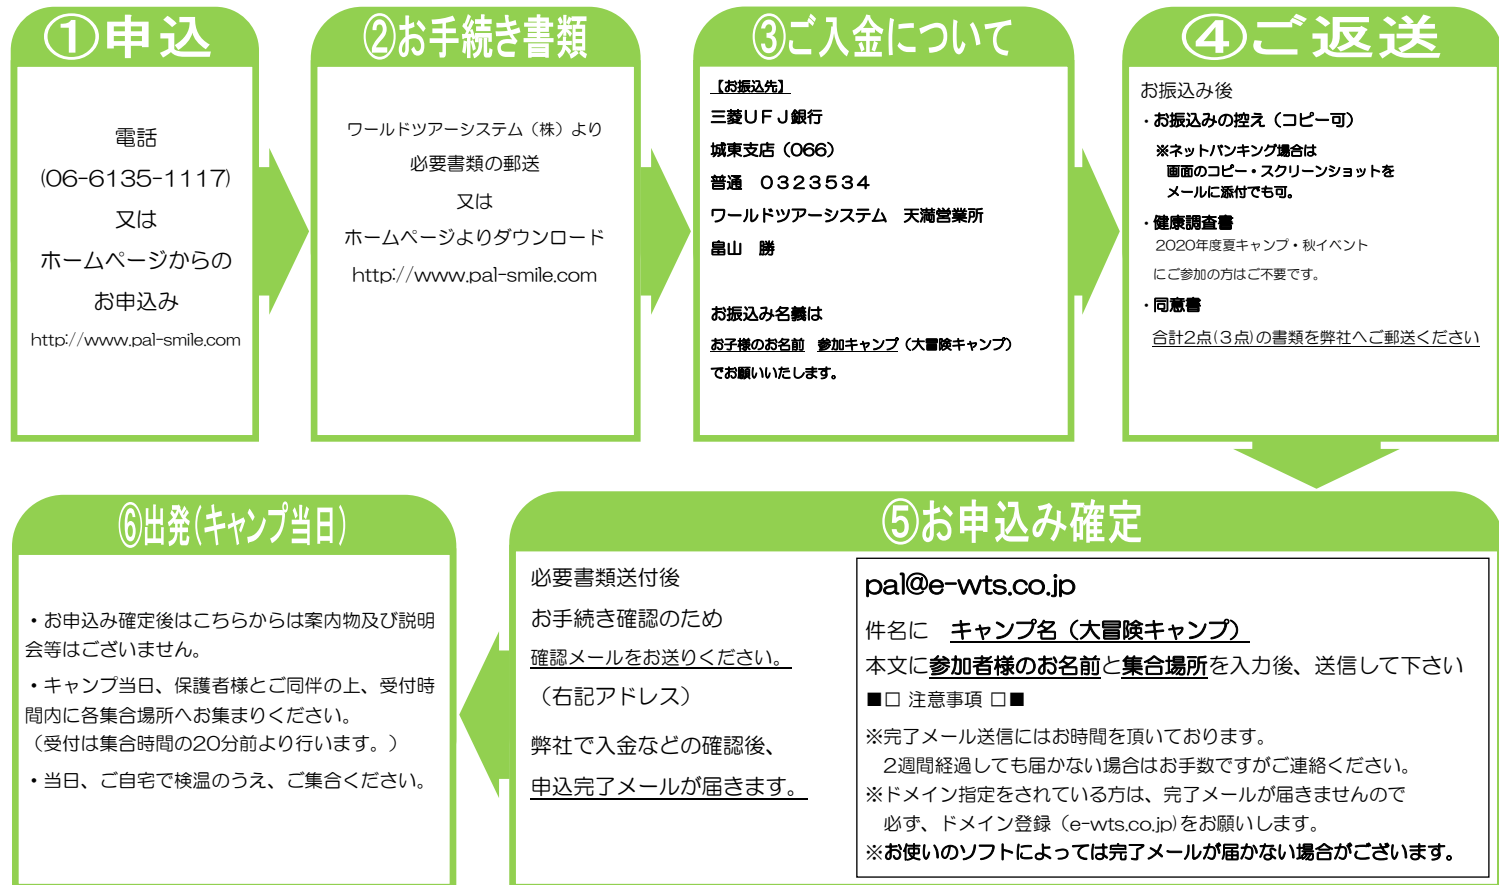 ①申込
電話
(06-6135-1117)
又は
ホームページからの
お申込み
http://www.pal-smile.com
②お手続き書類
ワールドツアーシステム（株）より
必要書類の郵送
又は
ホームページよりダウンロード
http://www.pal-smile.com
③ご入金について
【お振込先】
三菱ＵＦＪ銀行
城東支店（066）
普通　０３２３５３４
ワールドツアーシステム　天満営業所
畠山　勝
お振込み名義は
お子様のお名前　参加キャンプ（大冒険キャンプ）
でお願いいたします。
④ご返送
お振込み後
・お振込みの控え（コピー可）
※ネットバンキング場合は
画面のコピー・スクリーンショットを
メールに添付でも可。
・健康調査書
2020年度夏キャンプ・秋イベント
にご参加の方はご不要です。
・同意書
合計2点(３点)の書類を弊社へご郵送ください
⑤お申込み確定
必要書類送付後
お手続き確認のため
確認メールをお送りください。
（右記アドレス）
弊社で入金などの確認後、
申込完了メールが届きます。
pal@e-wts.co.jp
件名に　キャンプ名（大冒険キャンプ）
本文に参加者様のお名前と集合場所を入力後、送信して下さい
■□ 注意事項 □■
※完了メール送信にはお時間を頂いております。
2週間経過しても届かない場合はお手数ですがご連絡ください。
※ドメイン指定をされている方は、完了メールが届きませんので
必ず、ドメイン登録（e-wts.co.jp)をお願いします。
※お使いのソフトによっては完了メールが届かない場合がございます。
⑥出発(キャンプ当日)
・お申込み確定後はこちらからは案内物及び説明
会等はございません。
・キャンプ当日、保護者様とご同伴の上、受付時
間内に各集合場所へお集まりください。
（受付は集合時間の20分前より行います。）
・当日、ご自宅で検温のうえ、ご集合ください。